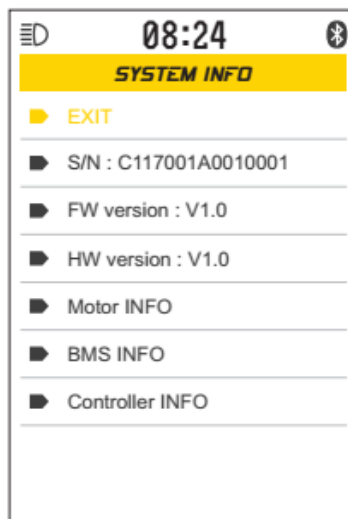 08:24
SYSTEM INFO
EXIT
S/N : C117001A0010001
FW version : V1.0
HW version : V1.0
Motor INFO
BMS INFO
Controller INFO